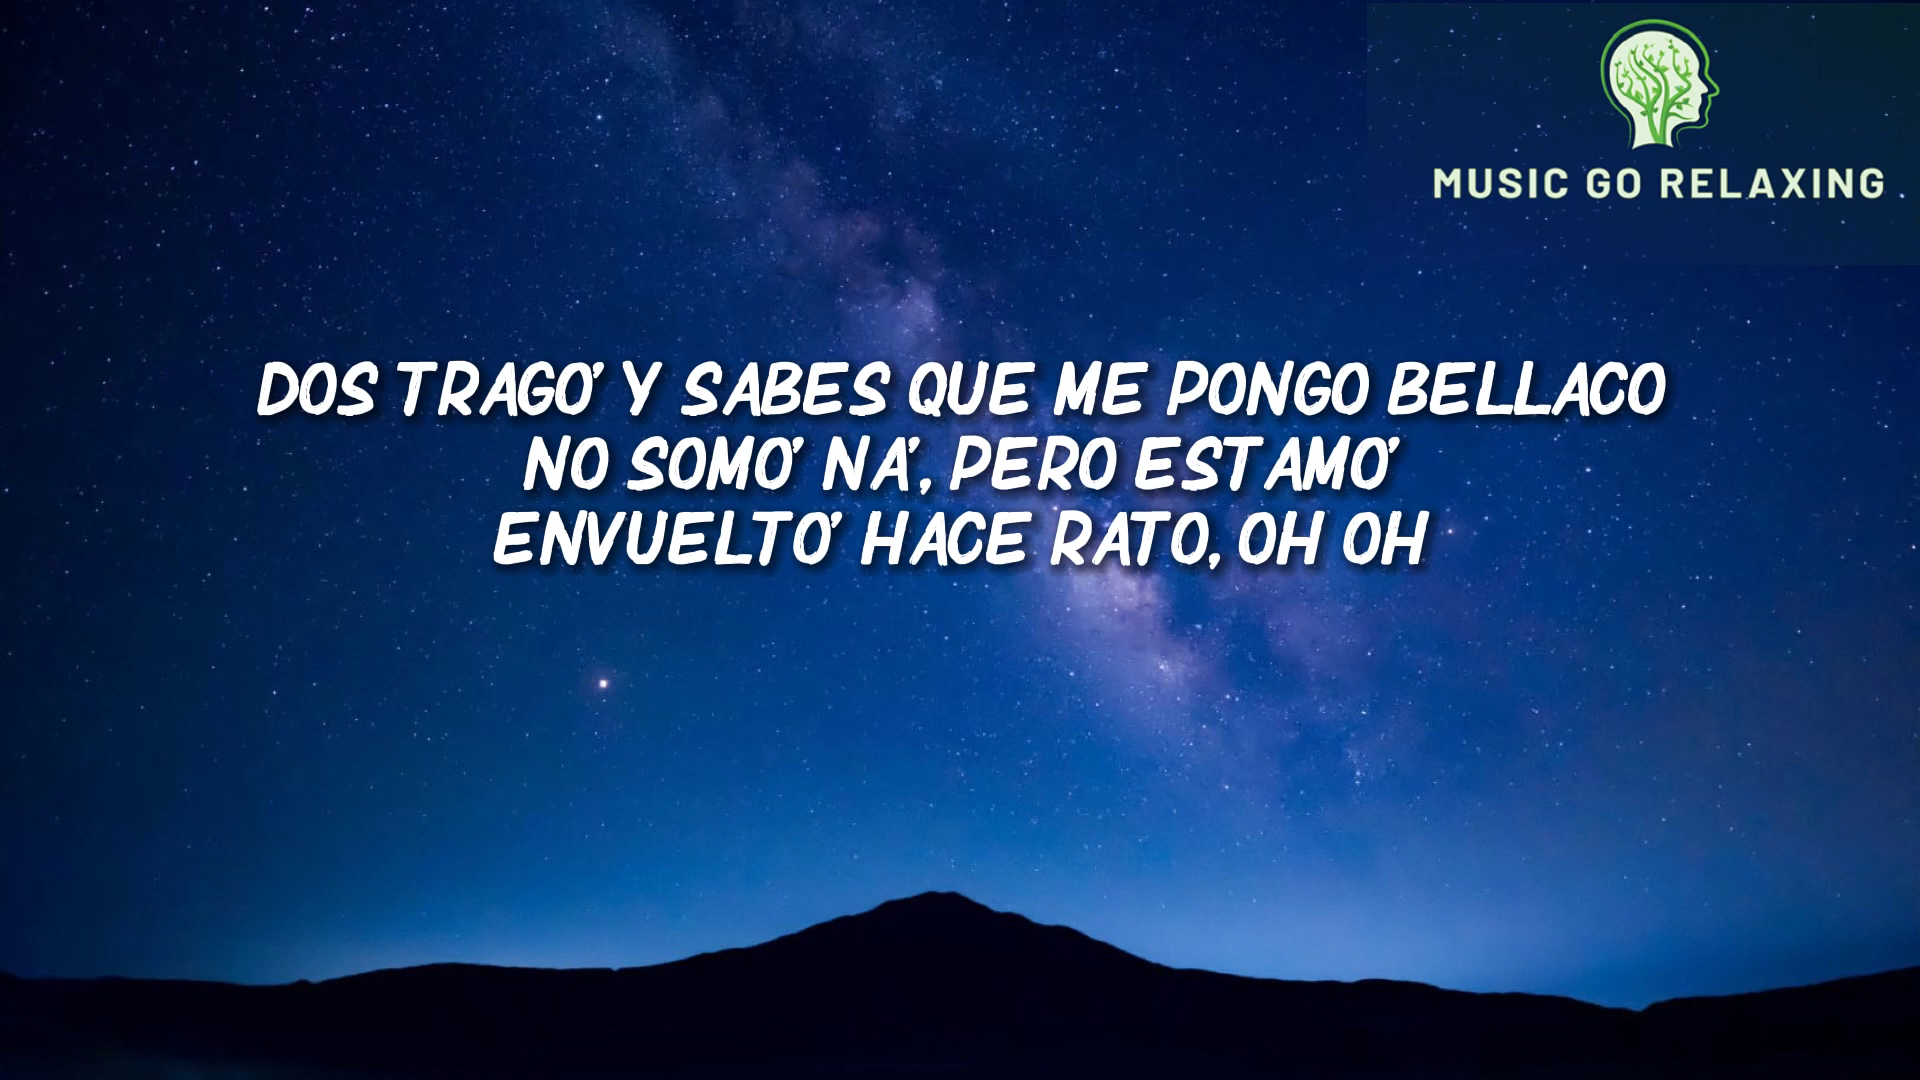 MUSIC GO RELAXING
DOS TRAGO' Y SABES QUE ME PONGO BELLACO
NO SOMO' NA', PERO ESTAMO'
ENVUELTO' HACE RATO, OH OH